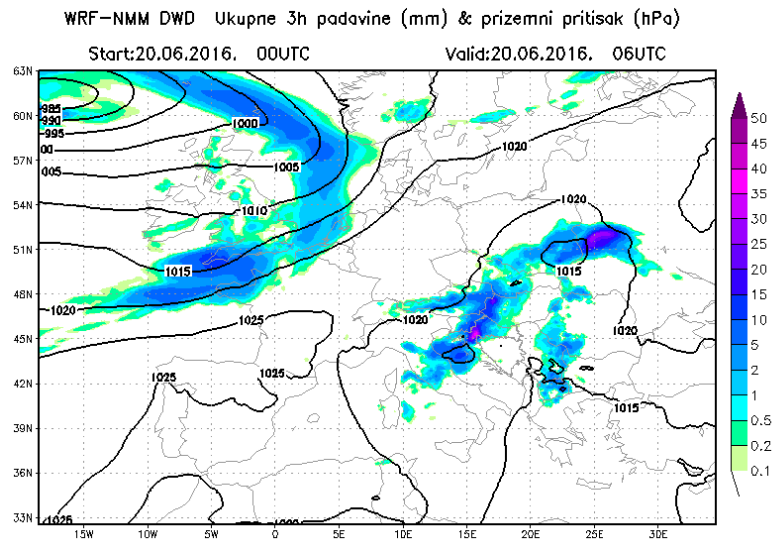 WRF-NMM DWD Ukupne 3h padavine (mm) & prizemni pritisak (hPa)
Start:20.06.2016. 00UTC Valid:20.06.2016. 06UTC
63N
60N
57N
54N
51N
48N
45N
42N
39N
36N
33N
15W 10W 5W 0 5E 10E 15E 20E 25E 30E
985
990
995
00
005
1000
1005
1010
1015
1020
1025
1020
1020
1015
1020
1020
1025
1025
1015
1025
50
45
40
35
30
25
20
15
10
5
2
1
0.5
0.2
0.1